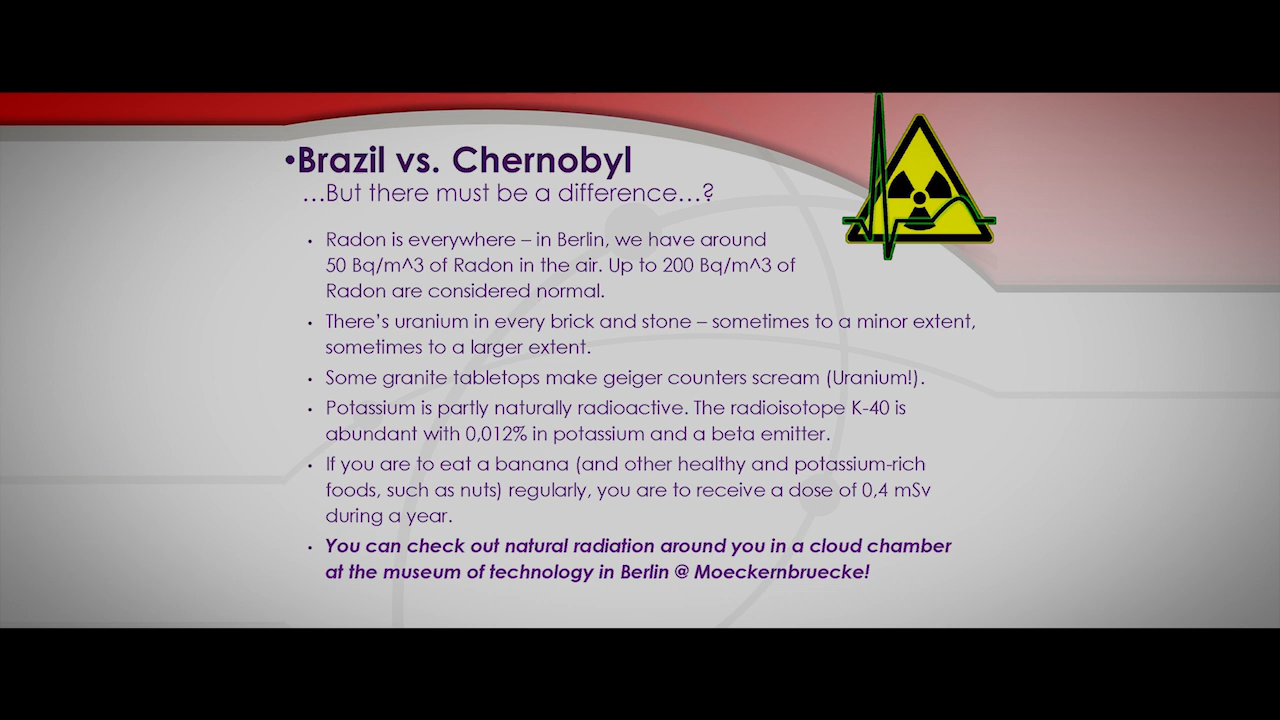 •Brazil vs. Chernobyl
…But there must be a difference…?
• Radon is everywhere – in Berlin, we have around
50 Bq/m^3 of Radon in the air. Up to 200 Bq/m^3 of
Radon are considered normal.
• There's uranium in every brick and stone – sometimes to a minor extent,
sometimes to a larger extent.
• Some granite tabletops make geiger counters scream (Uranium!).
• Potassium is partly naturally radioactive. The radioisotope K-40 is
abundant with 0,012% in potassium and a beta emitter.
• If you are to eat a banana (and other healthy and potassium-rich
foods, such as nuts) regularly, you are to receive a dose of 0,4 mSv
during a year.
• You can check out natural radiation around you in a cloud chamber
at the museum of technology in Berlin @ Moeckernbruecke!